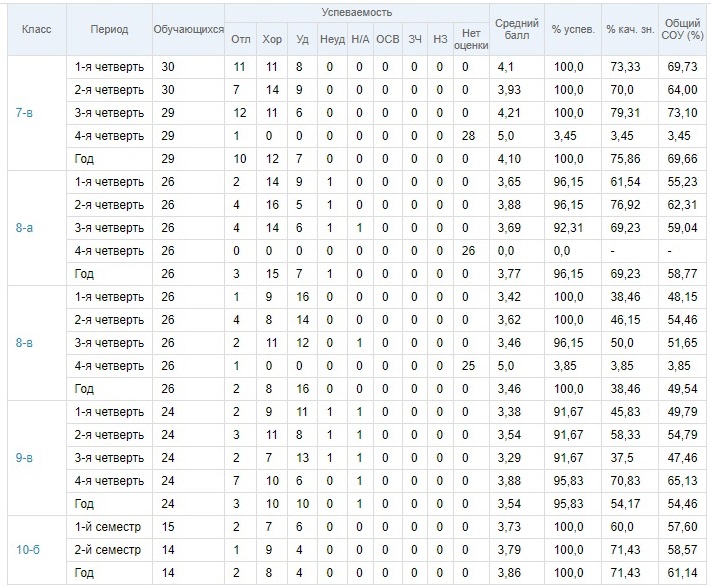 Класс Период Обучающихся Успеваемость Средний балл % успев. % кач. зн. Общий СОУ (%)
Отл Хор Уд Неуд Н/А ОСВ ЗЧ НЗ Нет оценки
7-в 1-я четверть 30 11 11 8 0 0 0 0 0 0 4,1 100,0 73,33 69,73
2-я четверть 30 7 14 9 0 0 0 0 0 0 3,93 100,0 70,0 64,00
3-я четверть 29 12 11 6 0 0 0 0 0 0 4,21 100,0 79,31 73,10
4-я четверть 29 1 0 0 0 0 0 0 0 28 5,0 3,45 3,45 3,45
Год 29 10 12 7 0 0 0 0 0 0 4,10 100,0 75,86 69,66
8-а 1-я четверть 26 2 14 9 1 0 0 0 0 0 3,65 96,15 61,54 55,23
2-я четверть 26 4 16 5 1 0 0 0 0 0 3,88 96,15 76,92 62,31
3-я четверть 26 4 14 6 1 1 0 0 0 0 3,69 92,31 69,23 59,04
4-я четверть 26 0 0 0 0 0 0 0 0 26 0,0 0,0 - -
Год 26 3 15 7 1 0 0 0 0 0 3,77 96,15 69,23 58,77
8-в 1-я четверть 26 1 9 16 0 0 0 0 0 0 3,42 100,0 38,46 48,15
2-я четверть 26 4 8 14 0 0 0 0 0 0 3,62 100,0 46,15 54,46
3-я четверть 26 2 11 12 0 1 0 0 0 0 3,46 96,15 50,0 51,65
4-я четверть 26 1 0 0 0 0 0 0 0 25 5,0 3,85 3,85 3,85
Год 26 2 8 16 0 0 0 0 0 0 3,46 100,0 38,46 49,54
9-в 1-я четверть 24 2 9 11 1 1 0 0 0 0 3,38 91,67 45,83 49,79
2-я четверть 24 3 11 8 1 1 0 0 0 0 3,54 91,67 58,33 54,79
3-я четверть 24 2 7 13 1 1 0 0 0 0 3,29 91,67 37,5 47,46
4-я четверть 24 7 10 6 0 1 0 0 0 0 3,88 95,83 70,83 65,13
Год 24 3 10 10 0 1 0 0 0 0 3,54 95,83 54,17 54,46
10-б 1-й семестр 15 2 7 6 0 0 0 0 0 0 3,73 100,0 60,0 57,60
2-й семестр 14 1 9 4 0 0 0 0 0 0 3,79 100,0 71,43 58,57
Год 14 2 8 4 0 0 0 0 0 0 3,86 100,0 71,43 61,14